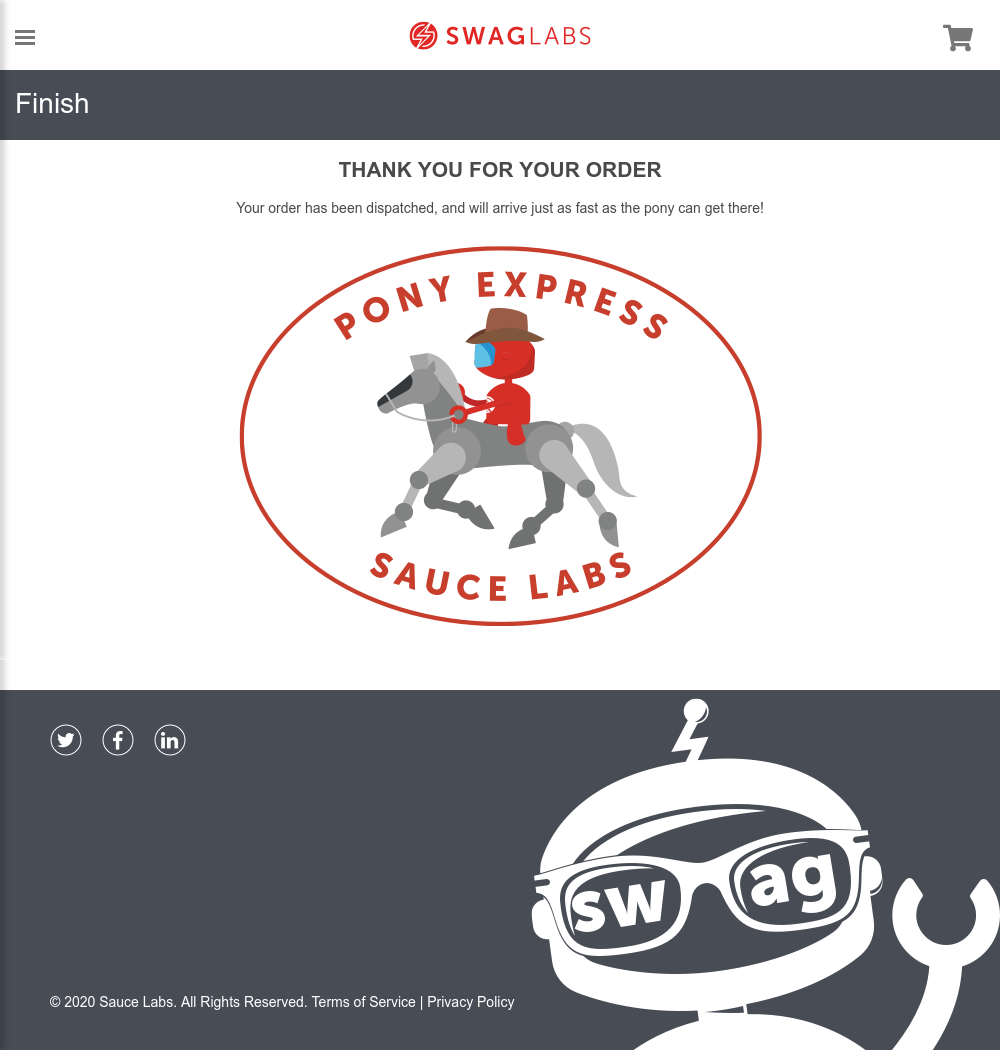 SWAGLABS
Finish
THANK YOU FOR YOUR ORDER
Your order has been dispatched, and will arrive just as fast as the pony can get there!
PONY EXPRESS
SAUCE LABS
in
swag
© 2020 Sauce Labs. All Rights Reserved. Terms of Service | Privacy Policy